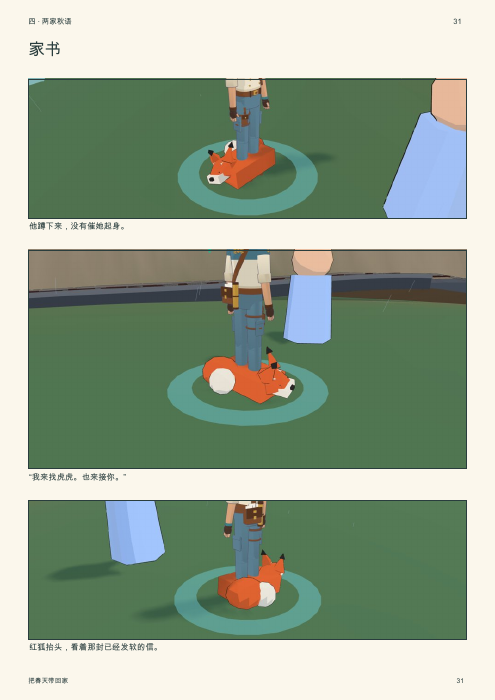 四 · 两家秋语
31
家书
他蹲下来，没有催她起身。
“我来找虎虎。也来接你。”
红狐抬头，看着那封已经发软的信。
把春天带回家
31